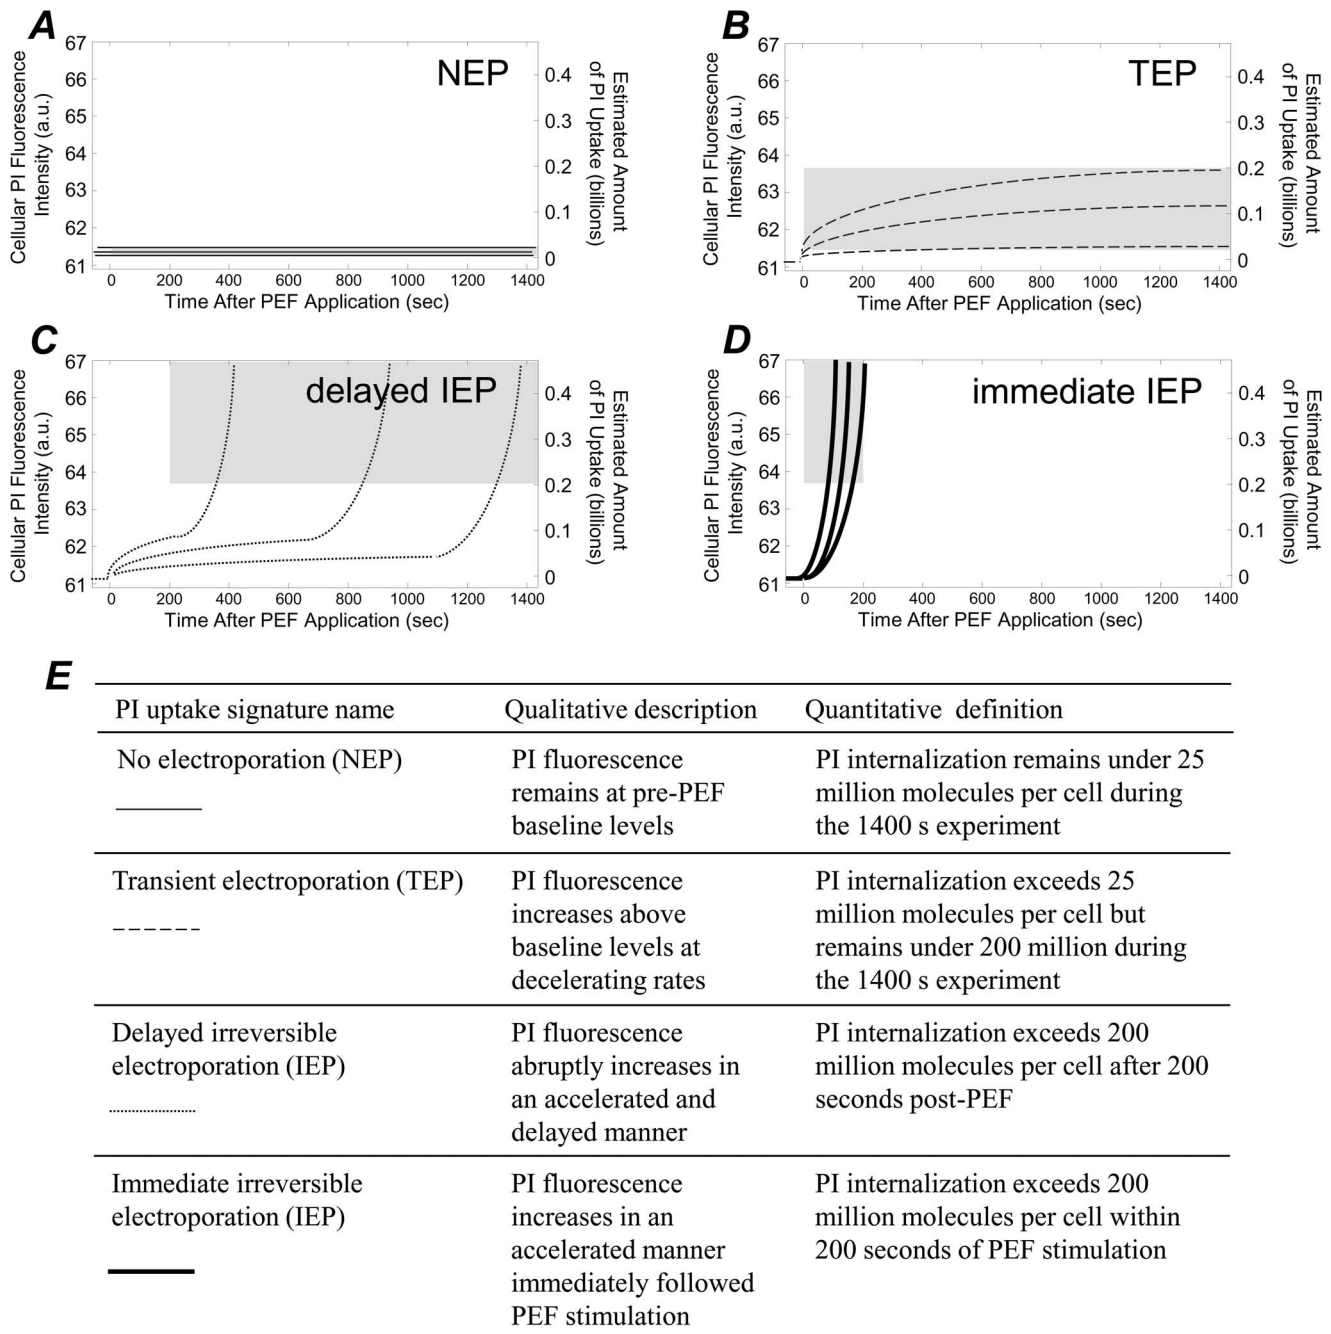 A
NEP
Cellular PI Fluorescence
Intensity (a.u.)
67
66
65
64
63
62
61
0.4
0.3
0.2
0.1
0
Estimated Amount
of PI Uptake (billions)
0 200 400 600 800 1000 1200 1400
Time After PEF Application (sec)
B
TEP
Cellular PI Fluorescence
Intensity (a.u.)
67
66
65
64
63
62
61
0.4
0.3
0.2
0.1
0
Estimated Amount
of PI Uptake (billions)
0 200 400 600 800 1000 1200 1400
Time After PEF Application (sec)
C
delayed IEP
Cellular PI Fluorescence
Intensity (a.u.)
67
66
65
64
63
62
61
0.4
0.3
0.2
0.1
0
Estimated Amount
of PI Uptake (billions)
0 200 400 600 800 1000 1200 1400
Time After PEF Application (sec)
D
immediate IEP
Cellular PI Fluorescence
Intensity (a.u.)
67
66
65
64
63
62
61
0.4
0.3
0.2
0.1
0
Estimated Amount
of PI Uptake (billions)
0 200 400 600 800 1000 1200 1400
Time After PEF Application (sec)
E
PI uptake signature name
Qualitative description
Quantitative definition
No electroporation (NEP)
PI fluorescence
remains at pre-PEF
baseline levels
PI internalization remains under 25
million molecules per cell during
the 1400 s experiment
Transient electroporation (TEP)
PI fluorescence
increases above
baseline levels at
decelerating rates
PI internalization exceeds 25
million molecules per cell but
remains under 200 million during
the 1400 s experiment
Delayed irreversible
electroporation (IEP)
PI fluorescence
abruptly increases in
an accelerated and
delayed manner
PI internalization exceeds 200
million molecules per cell after 200
seconds post-PEF
Immediate irreversible
electroporation (IEP)
PI fluorescence
increases in an
accelerated manner
immediately followed
PEF stimulation
PI internalization exceeds 200
million molecules per cell within
200 seconds of PEF stimulation